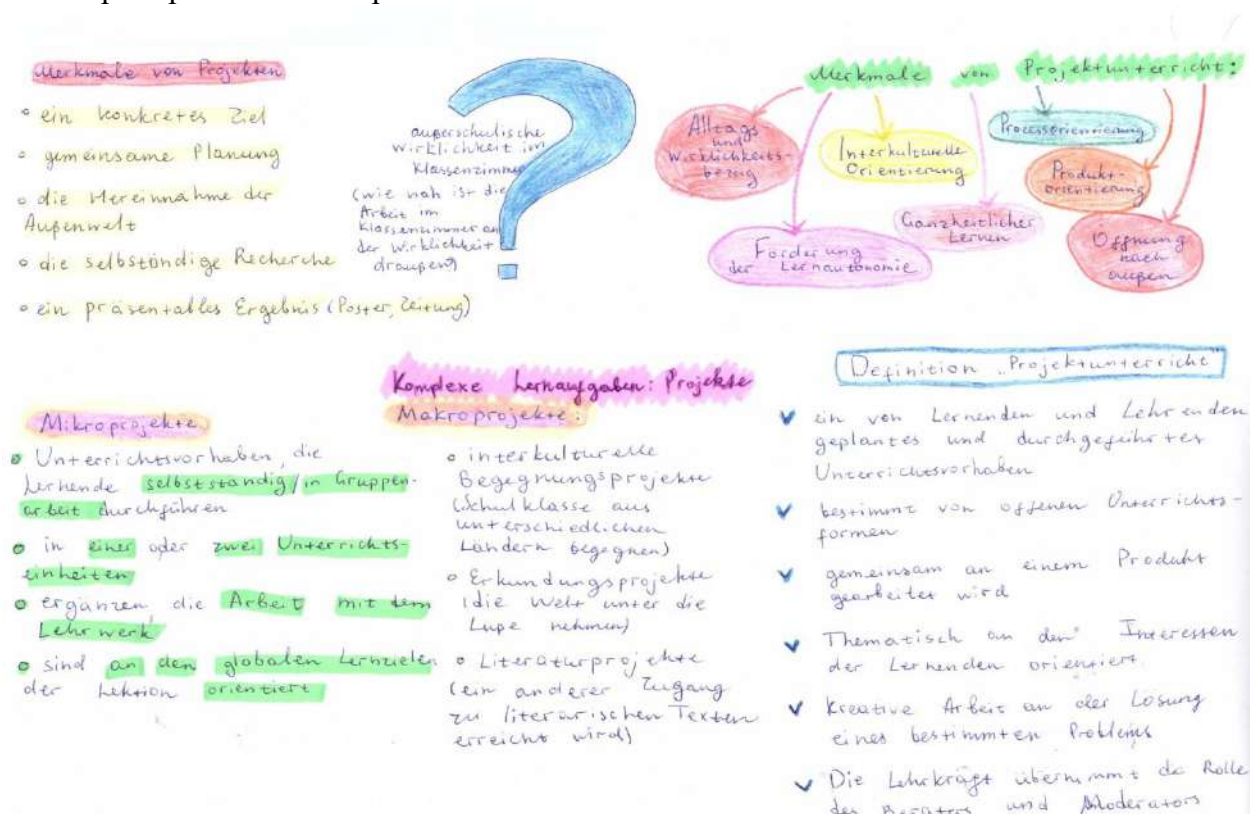 Merkmale von Projekten
ein konkretes Ziel
gemeinsame Planung
die Hereinnahme der
Außenwelt
die selbständige Recherche
ein präsentables Ergebnis (Poster, Zeitung)
außerschulische
Wirklichkeit im
Klassenzimmer
(wie nah ist die
Arbeit im
Klassenzimmer an
der Wirklichkeit
draußen)
Merkmale von Projektunterricht:
Alltags
und
Wirklichkeits-
bezug
Interkulturelle
Orientierung
Prozessorientierung
Produkt-
orientierung
Förderung
der Lernautonomie
Ganzheitlicher
Lernen
Öffnung
nach
außen
Komplexe Lernaufgaben: Projekte
Mikroprojekte
Unterrichtsvorhaben, die
Lernende selbstständig/in Gruppen-
arbeit durchführen
in einer oder zwei Unterrichts-
einheiten
ergänzen die Arbeit mit dem
Lehrwerk
sind an den globalen Lernzielen
der Lektion orientiert
Makroprojekte:
interkulturelle
Begegnungsprojekte
(Schulklasse aus
unterschiedlichen
Ländern begegnen)
Erkundungsprojekte
(die Welt unter die
Lupe nehmen)
Literaturprojekte
(ein anderer Zugang
zu literarischen Texten
erreicht wird)
Definition „Projektunterricht"
ein von Lernenden und Lehrenden
geplantes und durchgeführtes
Unterrichtsvorhaben
bestimmt von offenen Unterrichts-
formen
gemeinsam an einem Produkt
gearbeitet wird
Thematisch an den Interessen
der Lernenden orientiert
kreative Arbeit an der Lösung
eines bestimmten Problems
Die Lehrkraft übernimmt de Rolle
des Beraters und Moderators